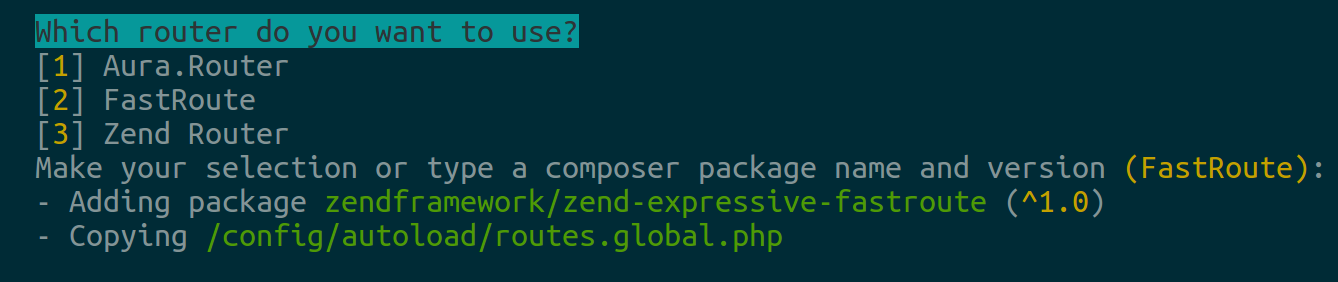 Which router do you want to use?
[1] Aura.Router
[2] FastRoute
[3] Zend Router
Make your selection or type a composer package name and version (FastRoute):
- Adding package zendframework/zend-expressive-fastroute (^1.0)
- Copying /config/autoload/routes.global.php